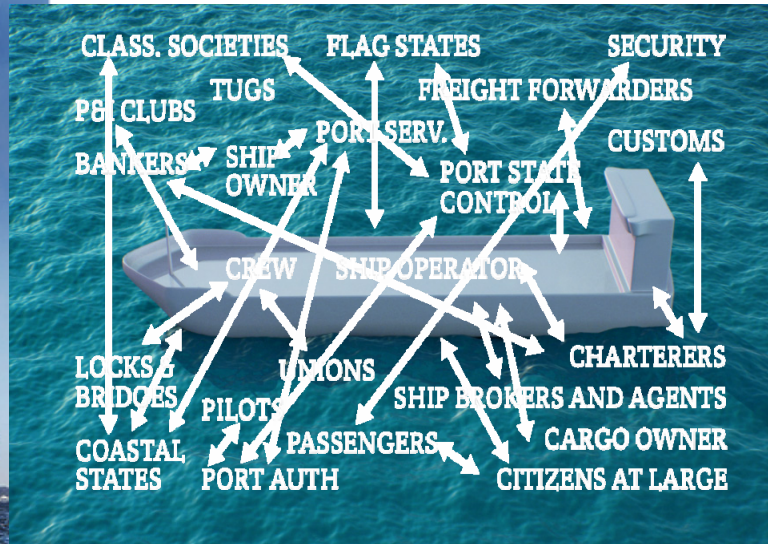 CLASS. SOCIETIES FLAG STATES SECURITY
TUGS FREIGHT FORWARDERS
P&I CLUBS
PORT SERV. CUSTOMS
BANKERS SHIP
OWNER PORT STATE
CONTROL
CREW SHIP OPERATOR
LOCKS & UNIONS CHARTERERS
BRIDGES PILOTS SHIP BROKERS AND AGENTS
COASTAL PASSENGERS CARGO OWNER
STATES PORT AUTH CITIZENS AT LARGE